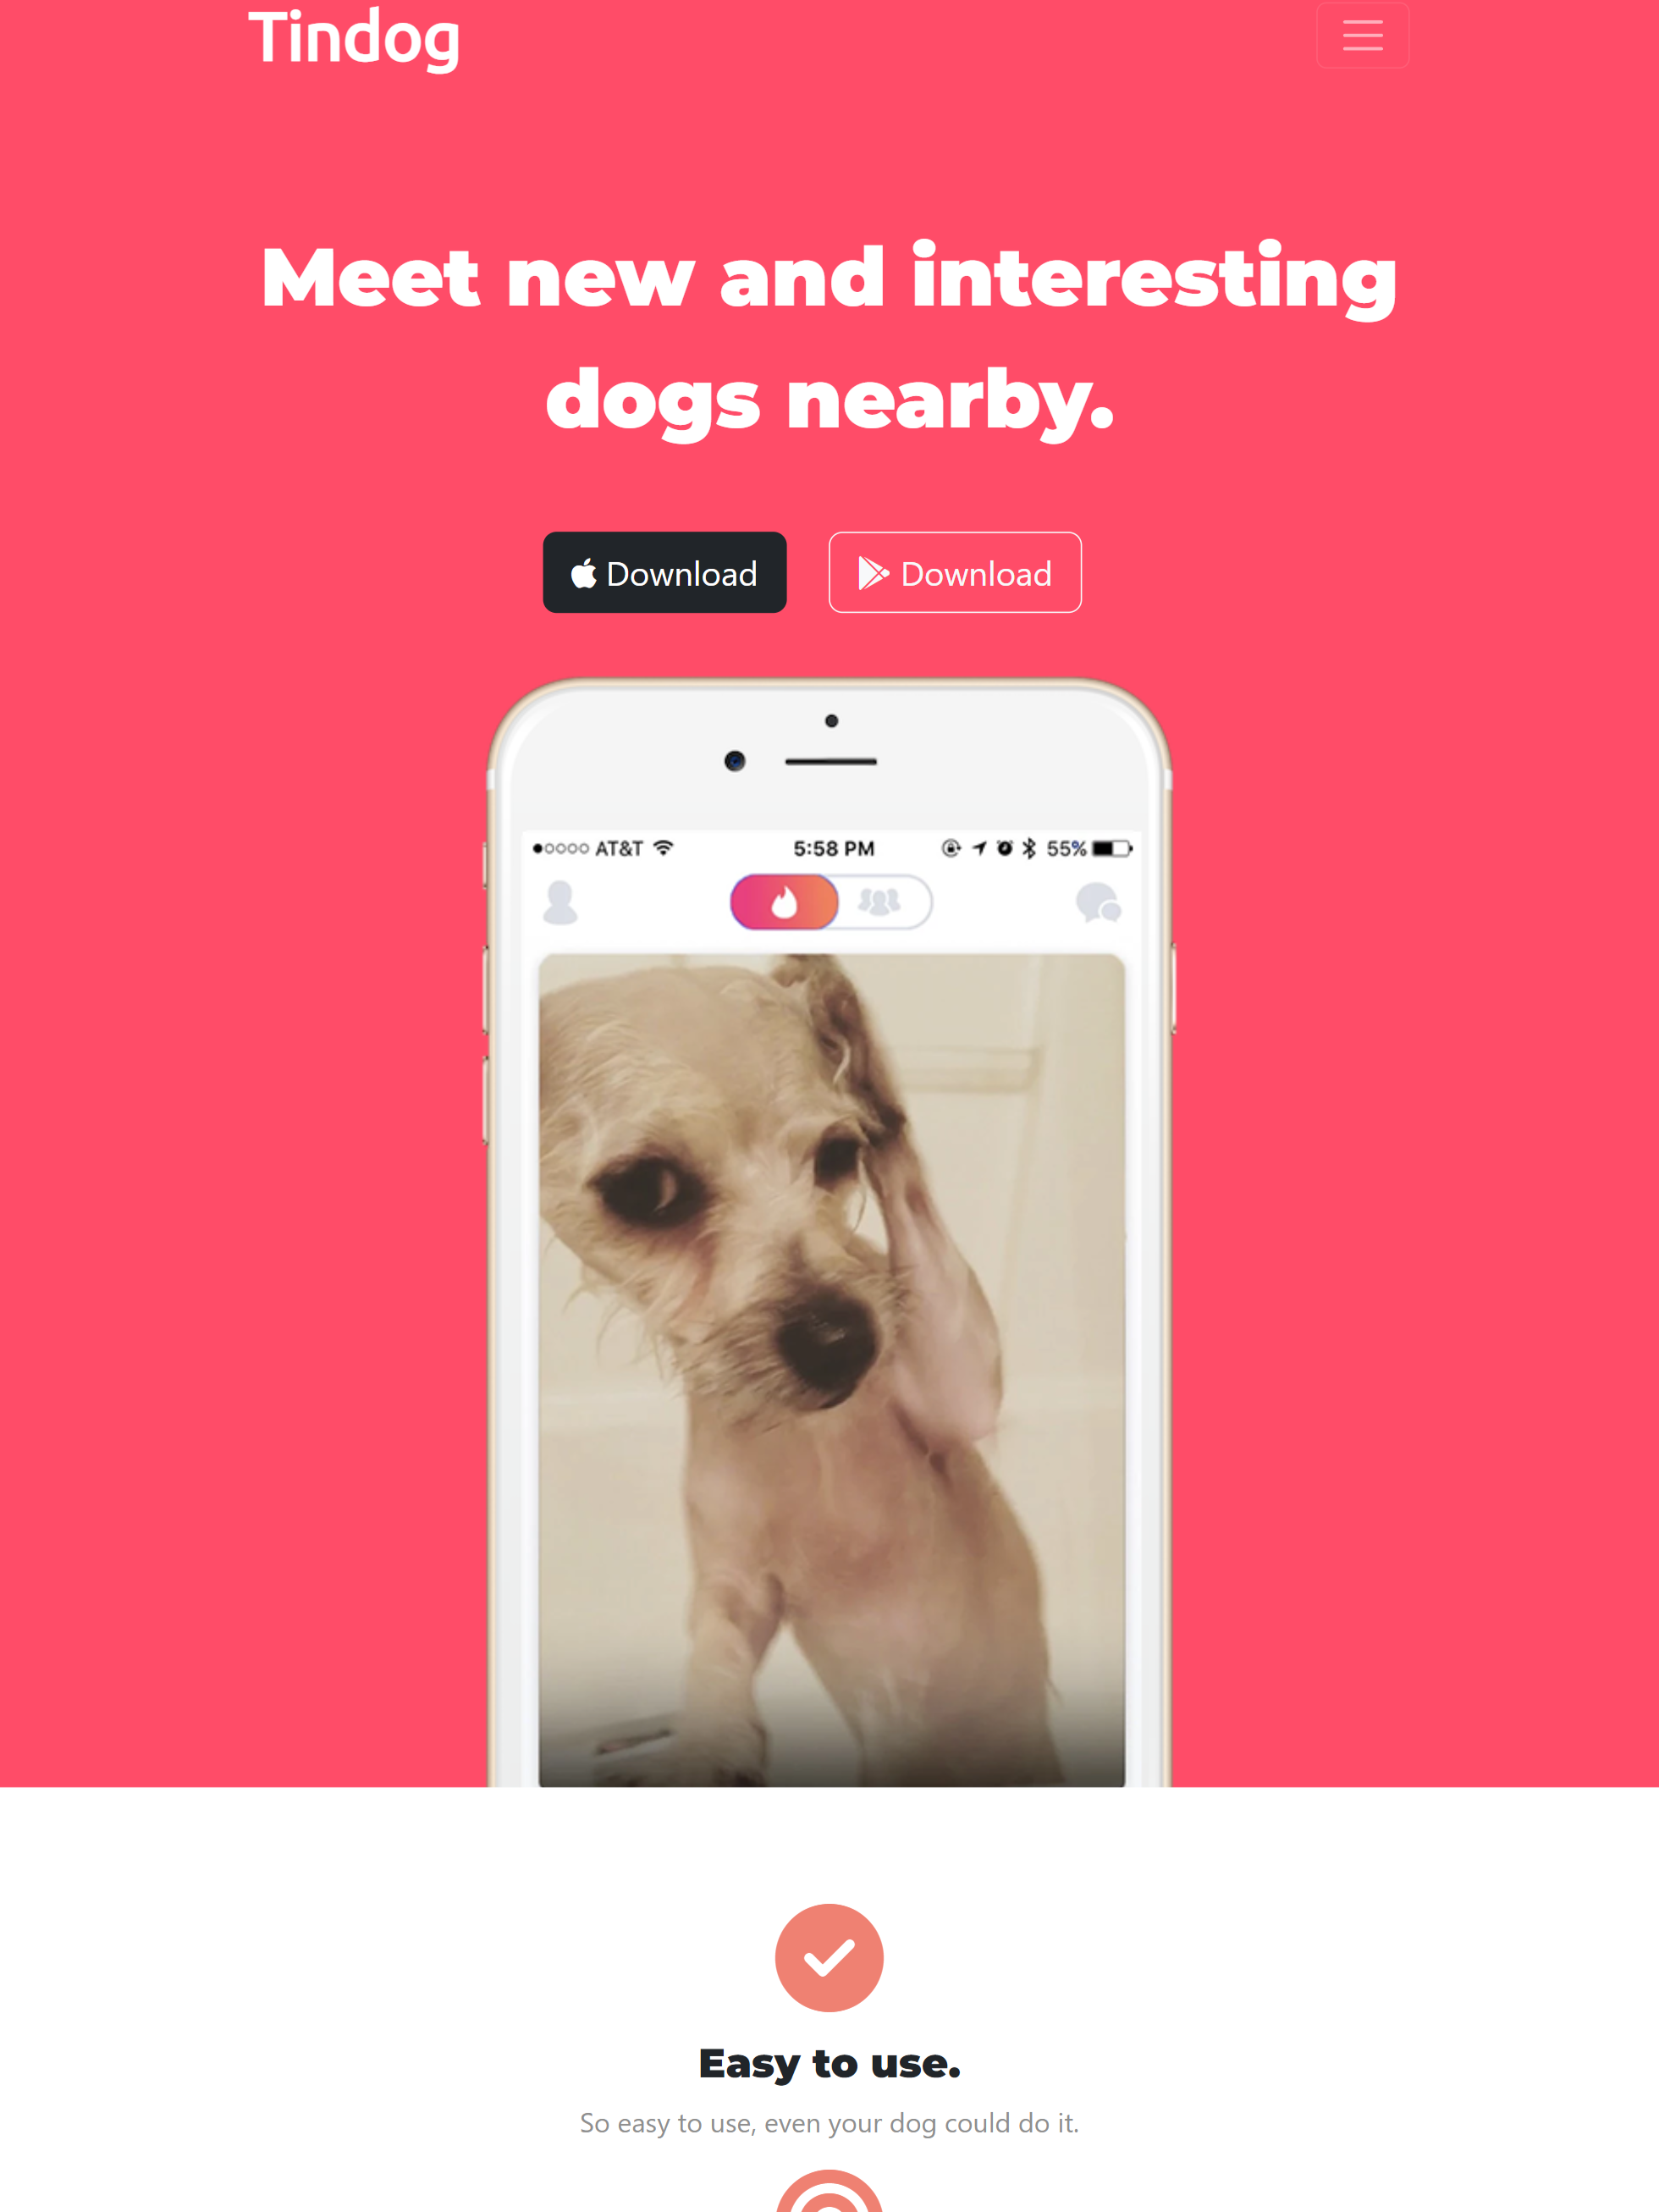 Tindog
Meet new and interesting
dogs nearby.
Download Download
AT&T 5:58 PM 55%
Easy to use.
So easy to use, even your dog could do it.